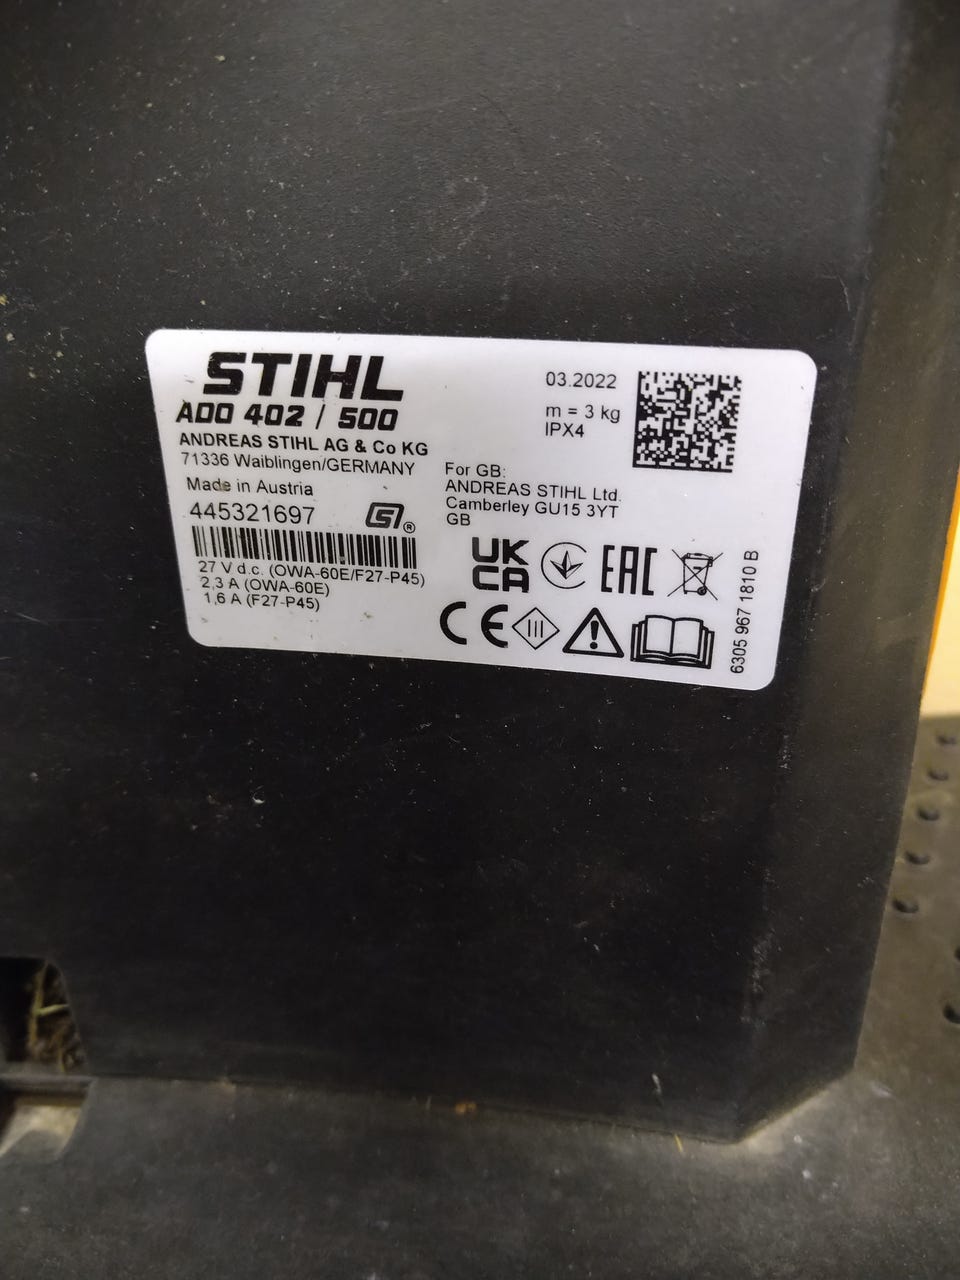 STIHL
ADO 402 / 500
ANDREAS STIHL AG & Co KG
71336 Waiblingen/GERMANY
Made in Austria
445321697
27 V d.c. (OWA-60E/F27-P45)
2,3 A (OWA-60E)
1,6 A (F27-P45)
03.2022
m = 3 kg
IPX4
For GB:
ANDREAS STIHL Ltd.
Camberley GU15 3YT
GB
UK
CA
EAC
CE
III
6305 967 1810 B